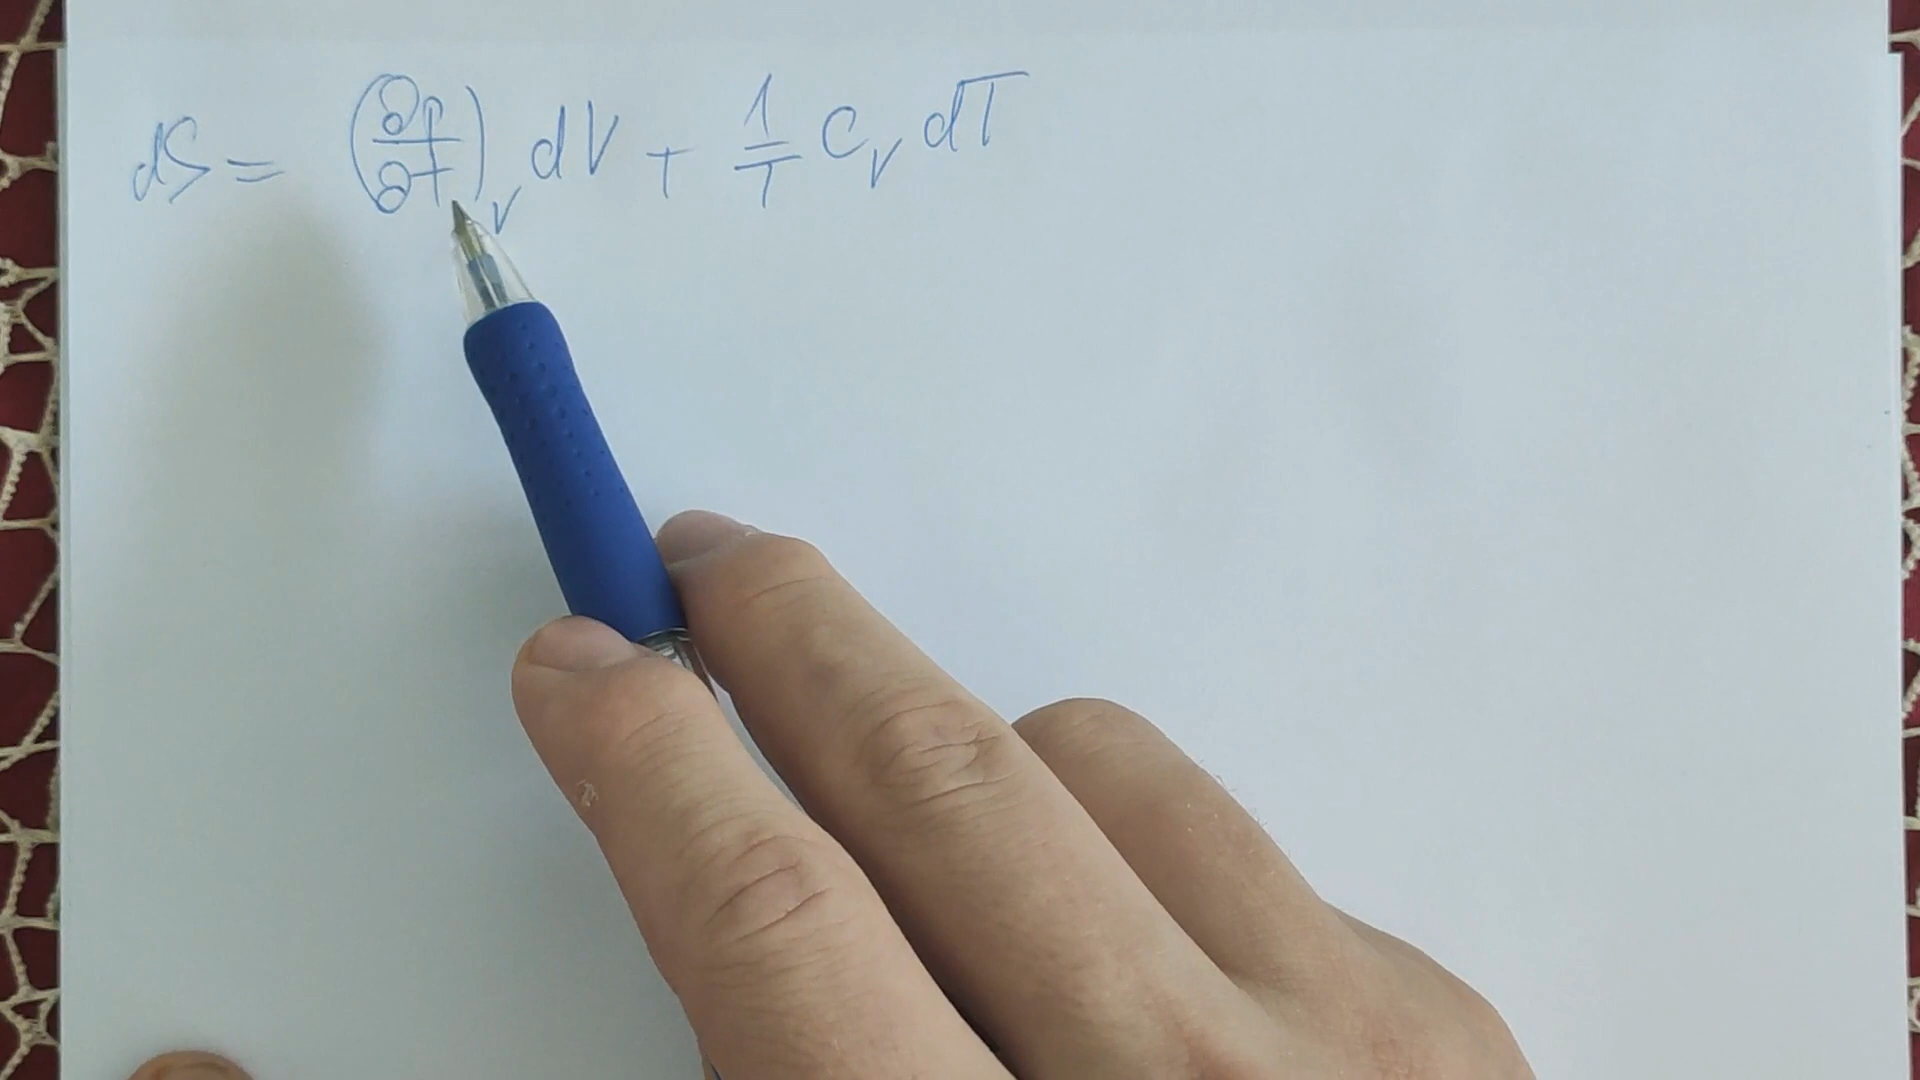 dS = (∂p/∂T)_V dV + 1/T C_V dT